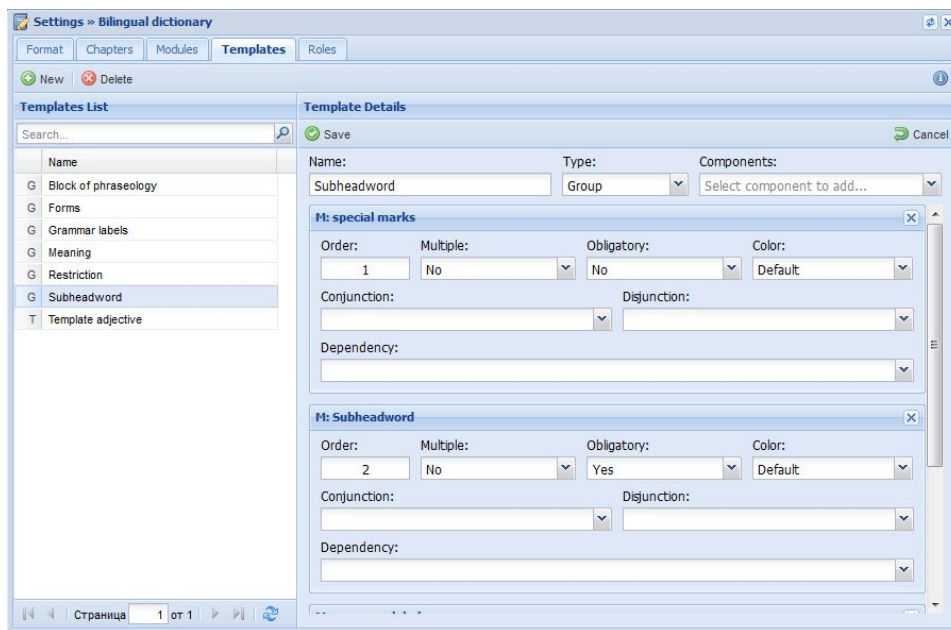 Settings » Bilingual dictionary
Format Chapters Modules Templates Roles
New Delete
Templates List
Search...
Name
G Block of phraseology
G Forms
G Grammar labels
G Meaning
G Restriction
G Subheadword
T Template adjective
Страница 1 от 1
Template Details
Save Cancel
Name: Type: Components:
Subheadword Group Select component to add...
M: special marks
Order: Multiple: Obligatory: Color:
1 No No Default
Conjunction: Disjunction:
Dependency:
M: Subheadword
Order: Multiple: Obligatory: Color:
2 No Yes Default
Conjunction: Disjunction:
Dependency: